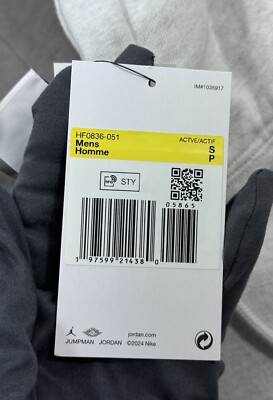 IM#1035917
HF0836-051 ACTVE/ACTIF
Mens S
Homme P
STY
05865
1 97599 21438 0
jordan.com
JUMPMAN JORDAN ©2024 Nike